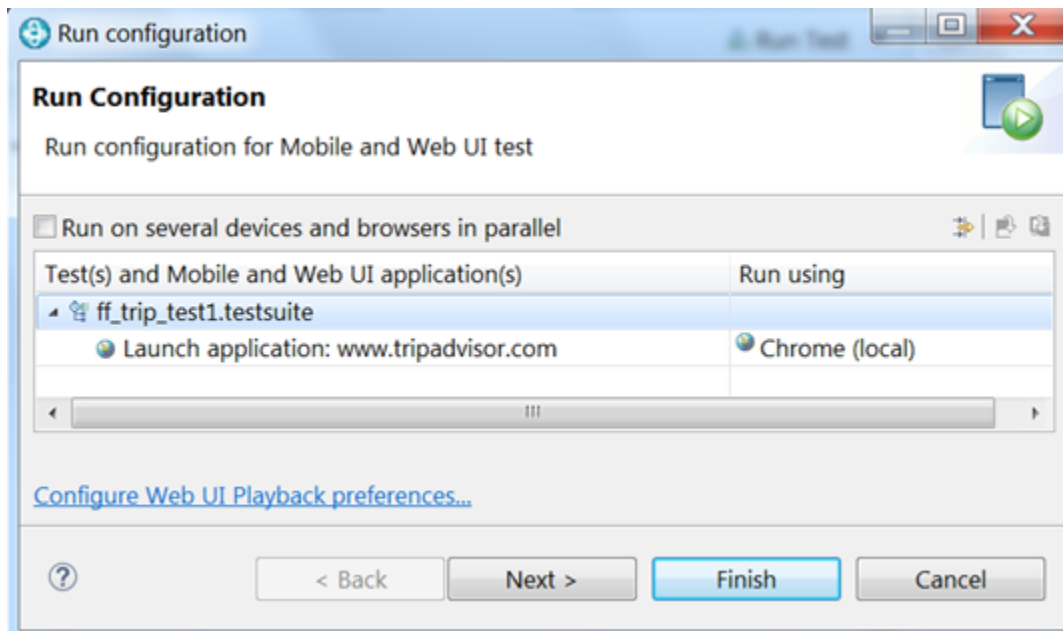 Run configuration
Run Test
Run Configuration
Run configuration for Mobile and Web UI test
Run on several devices and browsers in parallel
Test(s) and Mobile and Web UI application(s) Run using
ff_trip_test1.testsuite
Launch application: www.tripadvisor.com Chrome (local)
Configure Web UI Playback preferences...
< Back Next > Finish Cancel